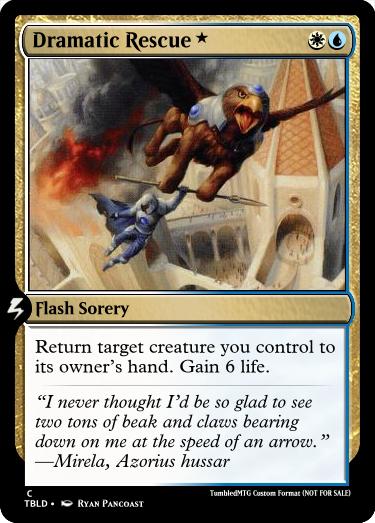 Dramatic Rescue ★
Flash Sorery
Return target creature you control to
its owner's hand. Gain 6 life.
“I never thought I’d be so glad to see
two tons of beak and claws bearing
down on me at the speed of an arrow.”
—Mirela, Azorius hussar
C
TumbledMTG Custom Format (NOT FOR SALE)
TBLD • Ryan Pancoast